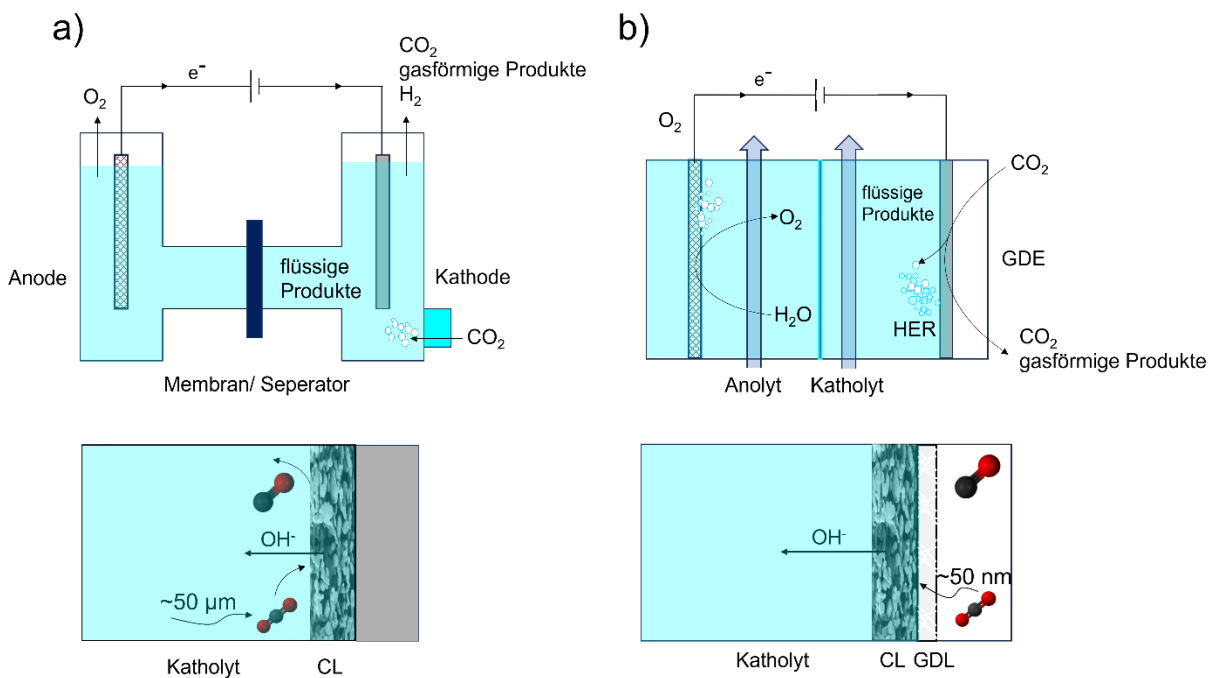 a)
CO₂
gasförmige Produkte
H₂
O₂
e⁻
Anode
flüssige
Produkte
Kathode
CO₂
Membran/ Seperator
OH⁻
~50 µm
Katholyt
CL
b)
e⁻
O₂
CO₂
flüssige
Produkte
O₂
GDE
H₂O
HER
CO₂
gasförmige Produkte
Anolyt
Katholyt
OH⁻
~50 nm
Katholyt
CL
GDL